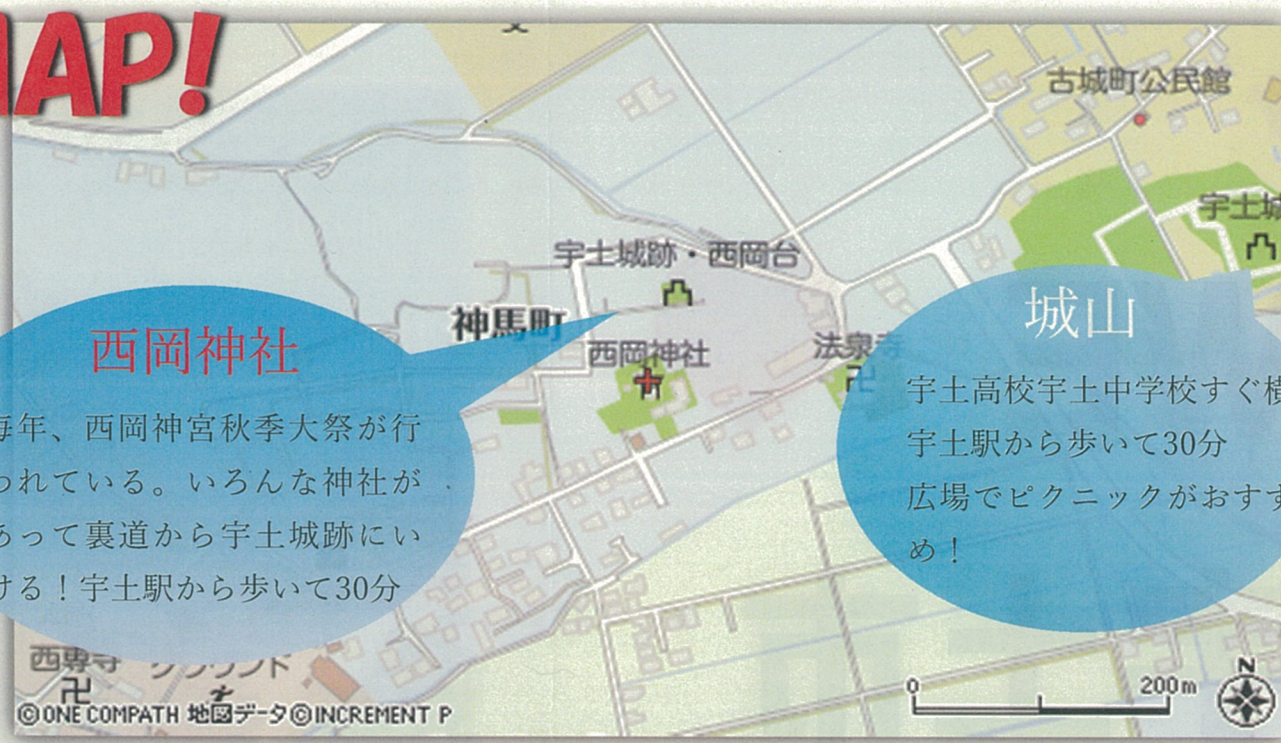 MAP!
古城町公民館
宇土城
宇土城跡・西岡台
神馬町
西岡神社
法泉寺
西岡神社
毎年、西岡神宮秋季大祭が行
われている。いろんな神社が
あって裏道から宇土城跡にい
ける！宇土駅から歩いて30分
城山
宇土高校宇土中学校すぐ横
宇土駅から歩いて30分
広場でピクニックがおすす
め！
西専寺
グラウンド
©ONE COMPATH 地図データ©INCREMENT P
0 200m
N